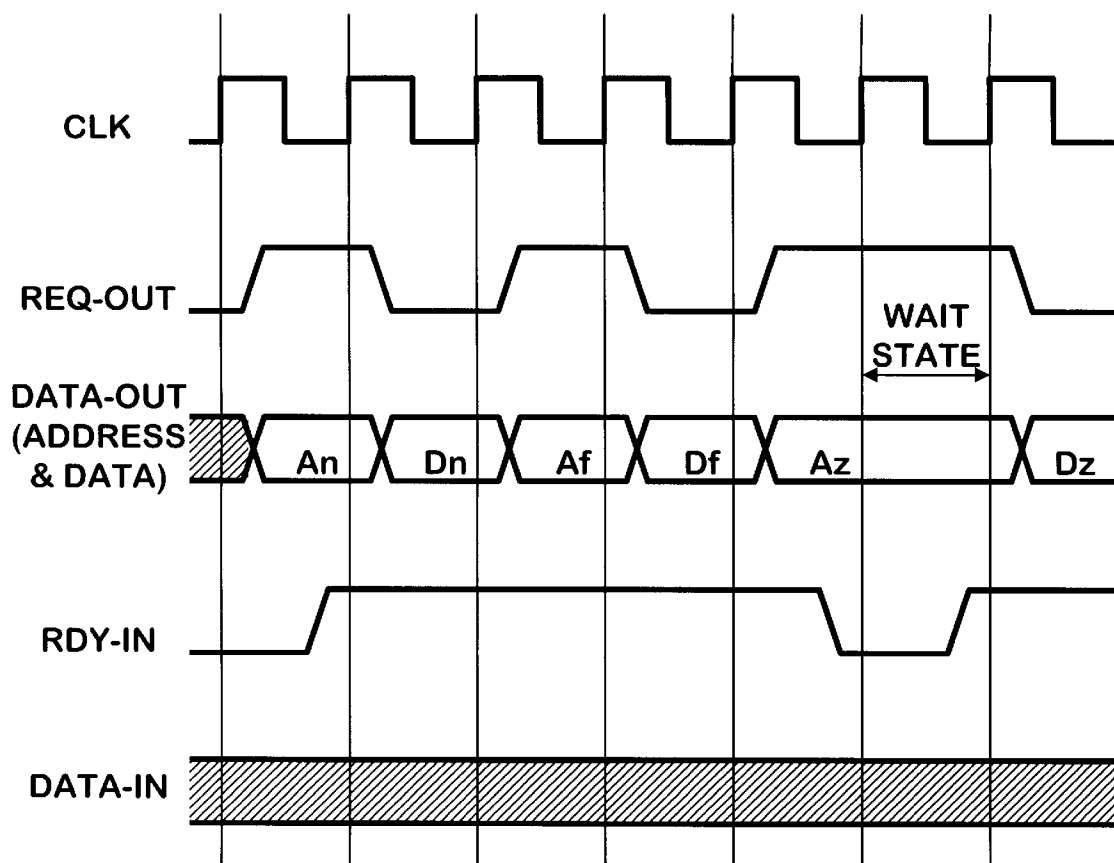 CLK
REQ-OUT
WAIT
STATE
DATA-OUT
(ADDRESS
& DATA)
An
Dn
Af
Df
Az
Dz
RDY-IN
DATA-IN